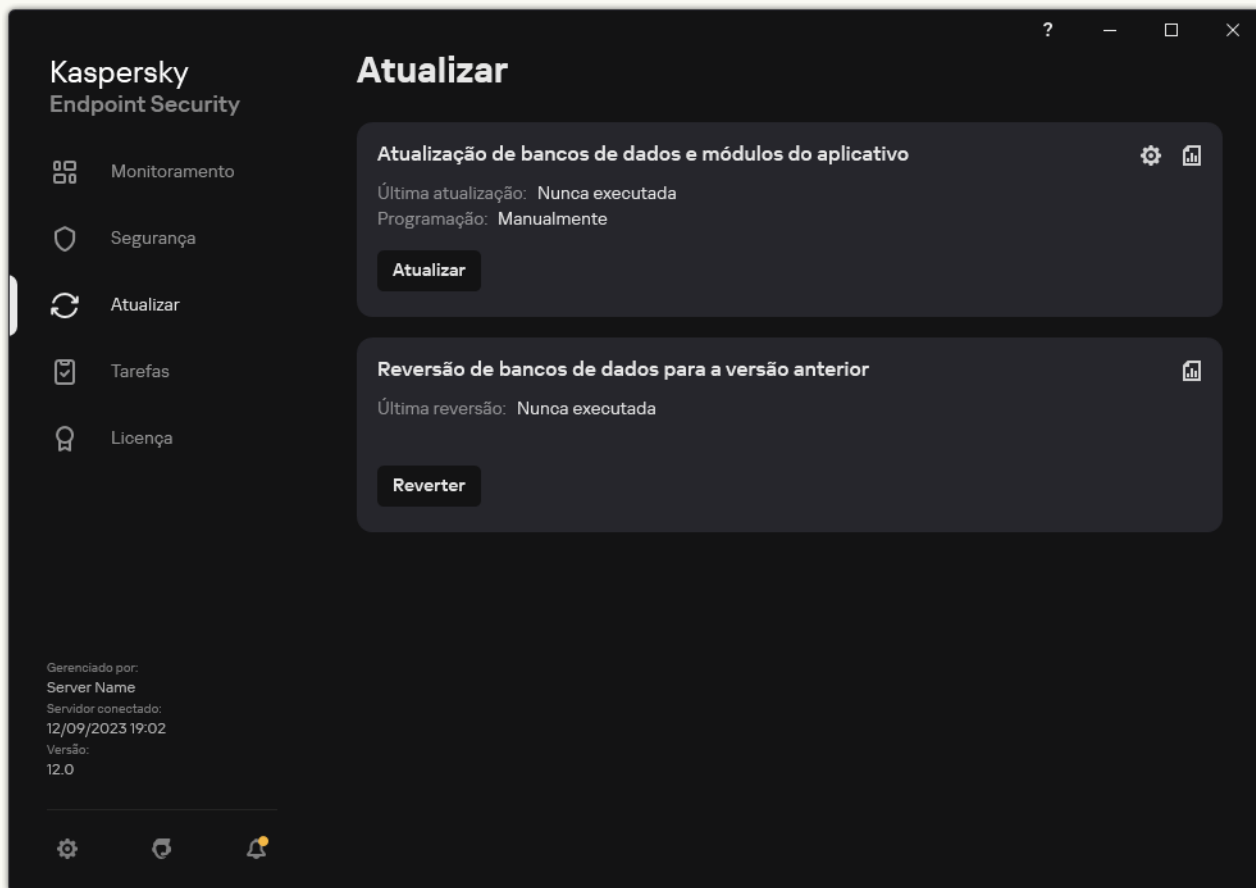 ?
Kaspersky
Endpoint Security
Monitoramento
Segurança
Atualizar
Tarefas
Licença
Gerenciado por:
Server Name
Servidor conectado:
12/09/2023 19:02
Versão:
12.0
Atualizar
Atualização de bancos de dados e módulos do aplicativo
Última atualização: Nunca executada
Programação: Manualmente
Atualizar
Reversão de bancos de dados para a versão anterior
Última reversão: Nunca executada
Reverter